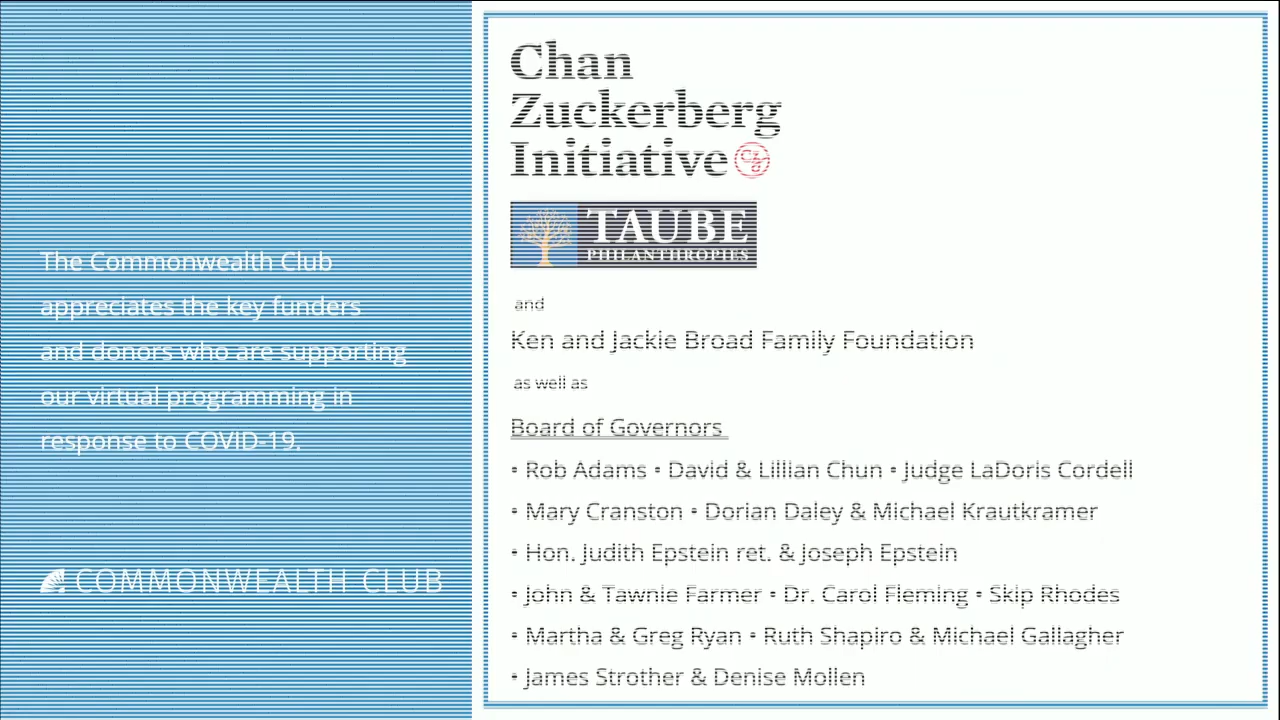 The Commonwealth Club
appreciates the key funders
and donors who are supporting
our virtual programming in
response to COVID-19.
COMMONWEALTH CLUB
Chan
Zuckerberg
Initiative
TAUBE
PHILANTHROPIES
and
Ken and Jackie Broad Family Foundation
as well as
Board of Governors
• Rob Adams • David & Lillian Chun • Judge LaDoris Cordell
• Mary Cranston • Dorian Daley & Michael Krautkramer
• Hon. Judith Epstein ret. & Joseph Epstein
• John & Tawnie Farmer • Dr. Carol Fleming • Skip Rhodes
• Martha & Greg Ryan • Ruth Shapiro & Michael Gallagher
• James Strother & Denise Mollen